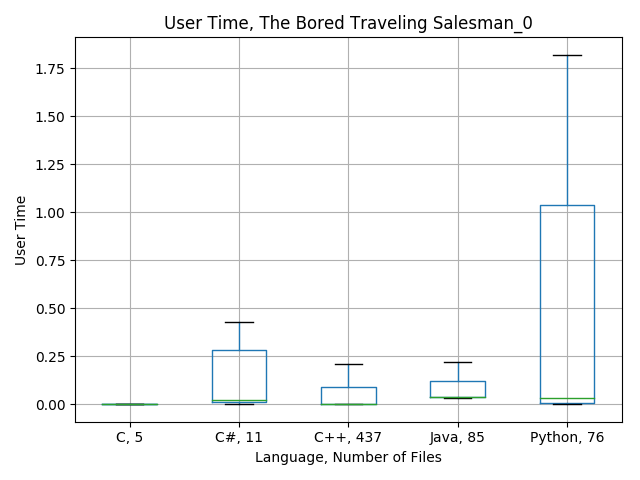 User Time, The Bored Traveling Salesman_0
1.75
1.50
1.25
1.00
0.75
0.50
0.25
0.00
User Time
C, 5
C#, 11
C++, 437
Java, 85
Python, 76
Language, Number of Files